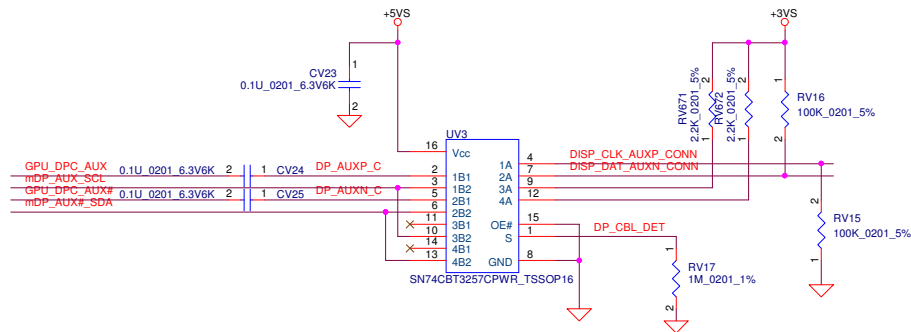 +5VS
+3VS
1
CV23
0.1U_0201_6.3V6K
2
2
RV671
2.2K_0201_5%
1
2
RV672
2.2K_0201_5%
1
1
RV16
100K_0201_5%
2
UV3
16 Vcc
GPU_DPC_AUX 0.1U_0201_6.3V6K 2 1 CV24 DP_AUXP_C 2 1B1
mDP_AUX_SCL 3 1B2
GPU_DPC_AUX# 0.1U_0201_6.3V6K 2 1 CV25 DP_AUXN_C 5 2B1
mDP_AUX#_SDA 6 2B2
11 3B1
10 3B2
14 4B1
13 4B2
1A 4 DISP_CLK_AUXP_CONN
2A 7 DISP_DAT_AUXN_CONN
3A 9
4A 12
OE# 15
S 1 DP_CBL_DET
GND 8
SN74CBT3257CPWR_TSSOP16
2
RV15
100K_0201_5%
1
1
RV17
1M_0201_1%
2